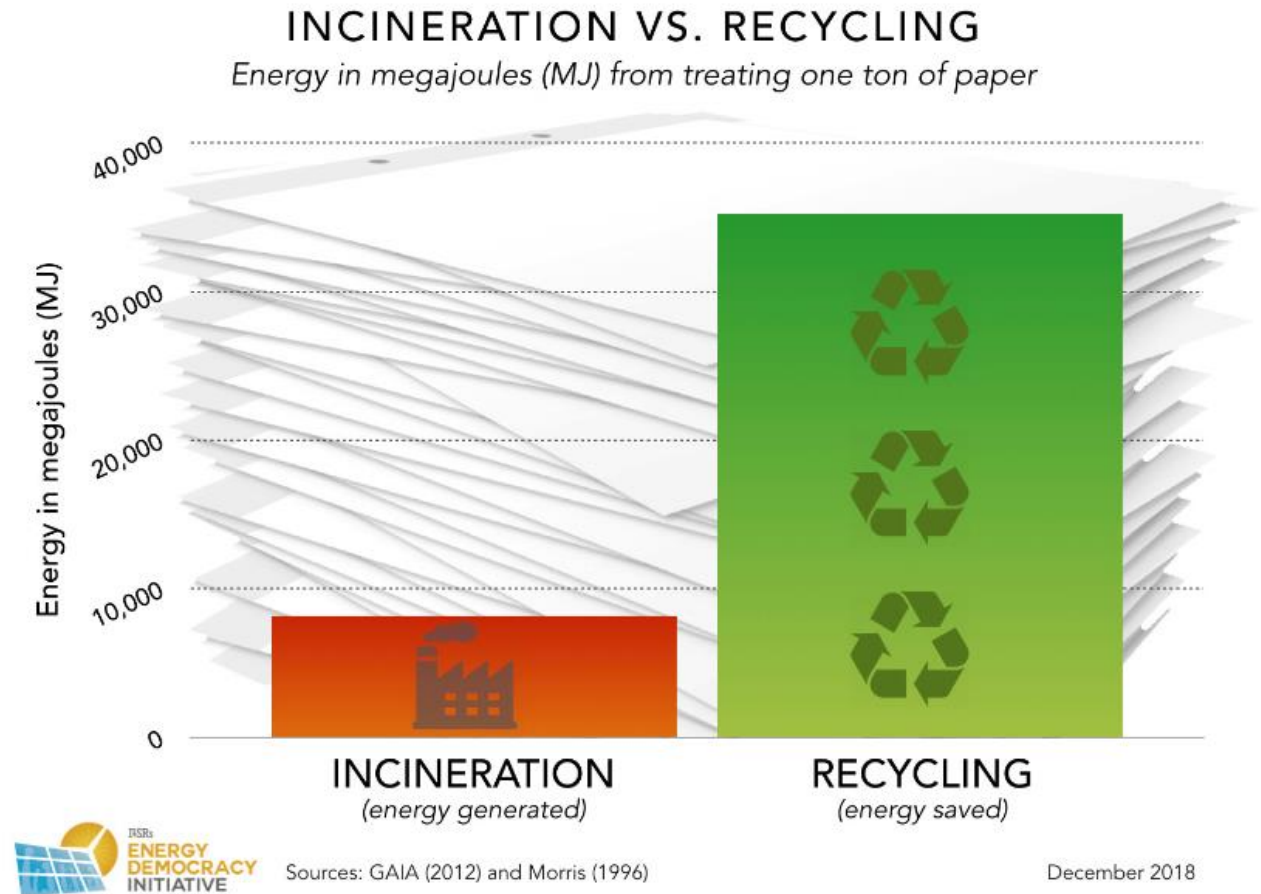 INCINERATION VS. RECYCLING
Energy in megajoules (MJ) from treating one ton of paper
40,000
30,000
20,000
10,000
0
Energy in megajoules (MJ)
INCINERATION
(energy generated)
RECYCLING
(energy saved)
ILSR's
ENERGY
DEMOCRACY
INITIATIVE
Sources: GAIA (2012) and Morris (1996)
December 2018